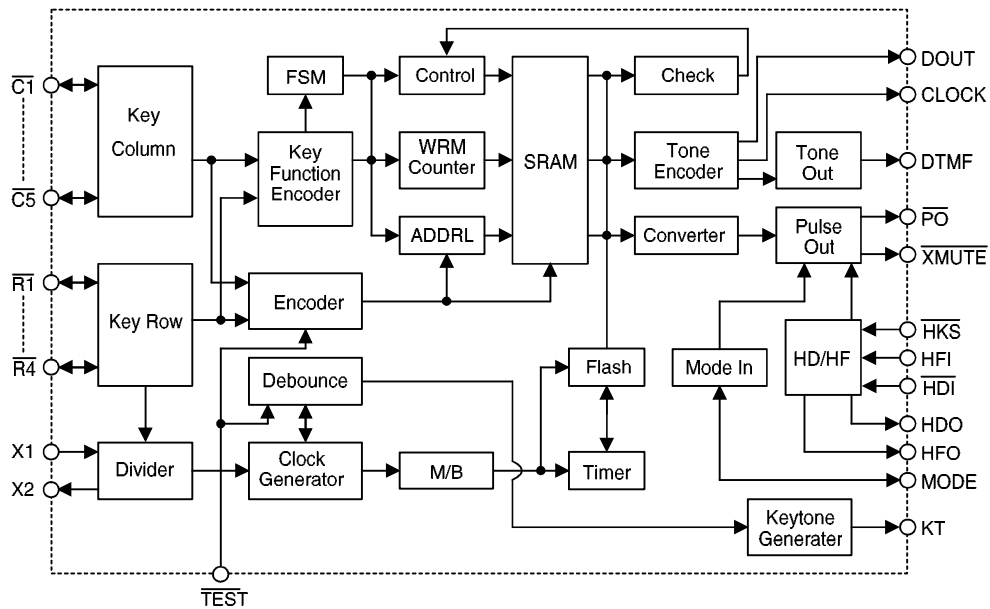 DOUT
FSM
Control
Check
C1
CLOCK
Key
Column
Key
Function
Encoder
WRM
Counter
SRAM
Tone
Encoder
Tone
Out
DTMF
C5
PO
ADDRL
Converter
Pulse
Out
XMUTE
R1
Key Row
Encoder
HKS
HD/HF
HFI
R4
Debounce
Flash
Mode In
HDI
HDO
X1
Divider
Clock
Generator
M/B
Timer
HFO
X2
MODE
Keytone
Generater
KT
TEST